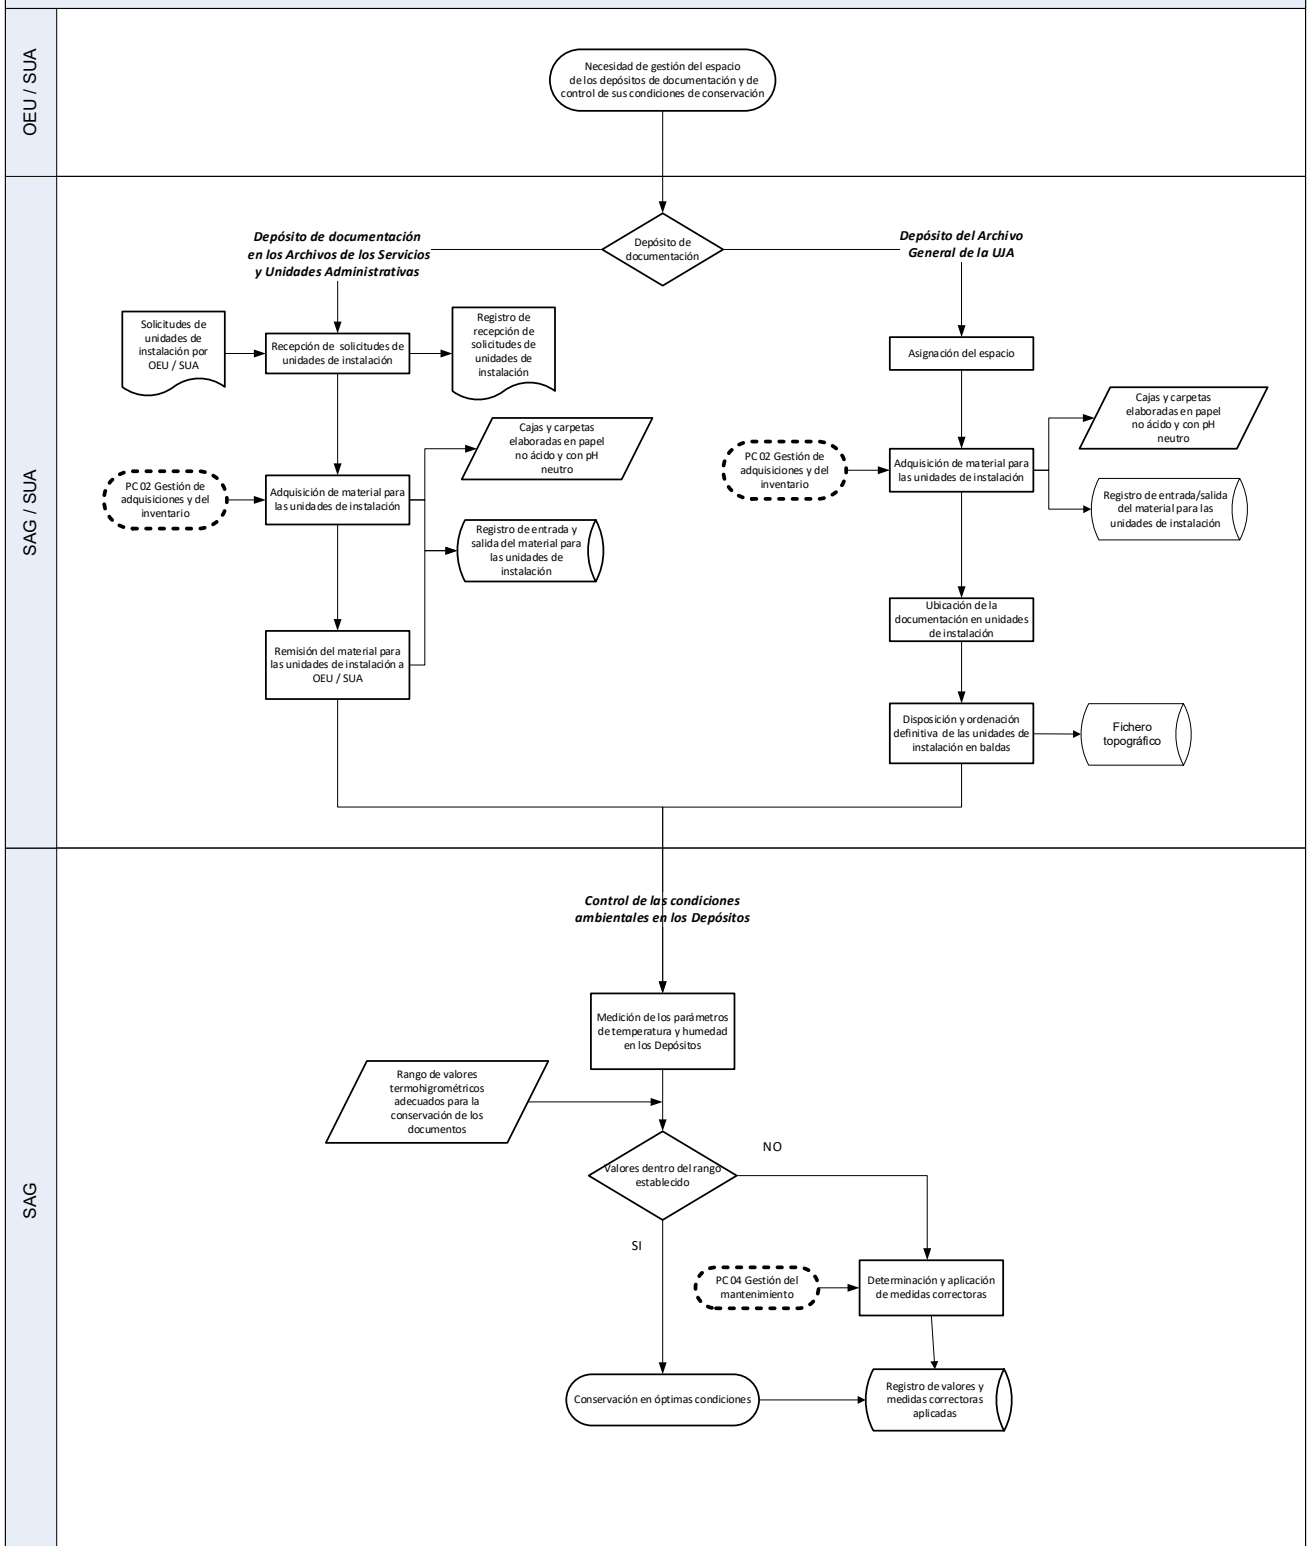 OEU / SUA
Necesidad de gestión del espacio
de los depósitos de documentación y de
control de sus condiciones de conservación
SAG / SUA
Depósito de
documentación
Depósito de documentación
en los Archivos de los Servicios
y Unidades Administrativas
Depósito del Archivo
General de la UJA
Solicitudes de
unidades de
instalación por
OEU / SUA
Recepción de solicitudes de
unidades de instalación
Registro de
recepción de
solicitudes de
unidades de
instalación
Asignación del espacio
Cajas y carpetas
elaboradas en papel
no ácido y con pH
neutro
PC 02 Gestión de
adquisiciones y del
inventario
Adquisición de material para
las unidades de instalación
Registro de entrada y
salida del material para
las unidades de
instalación
Remisión del material para
las unidades de instalación a
OEU / SUA
Cajas y carpetas
elaboradas en papel
no ácido y con pH
neutro
PC 02 Gestión de
adquisiciones y del
inventario
Adquisición de material para
las unidades de instalación
Registro de entrada/salida
del material para las
unidades de instalación
Ubicación de la
documentación en unidades
de instalación
Disposición y ordenación
definitiva de las unidades de
instalación en baldas
Fichero
topográfico
SAG
Control de las condiciones
ambientales en los Depósitos
Medición de los parámetros
de temperatura y humedad
en los Depósitos
Rango de valores
termohigrométricos
adecuados para la
conservación de los
documentos
Valores dentro del rango
establecido
NO
SI
PC 04 Gestión del
mantenimiento
Determinación y aplicación
de medidas correctoras
Conservación en óptimas condiciones
Registro de valores y
medidas correctoras
aplicadas